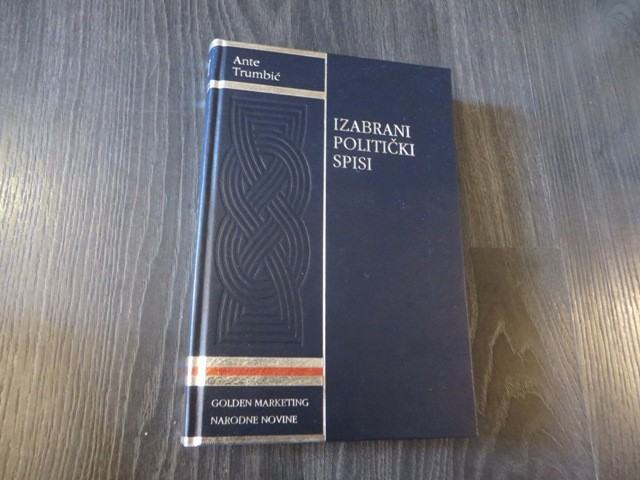 Ante
Trumbić
IZABRANI
POLITIČKI
SPISI
GOLDEN MARKETING
NARODNE NOVINE